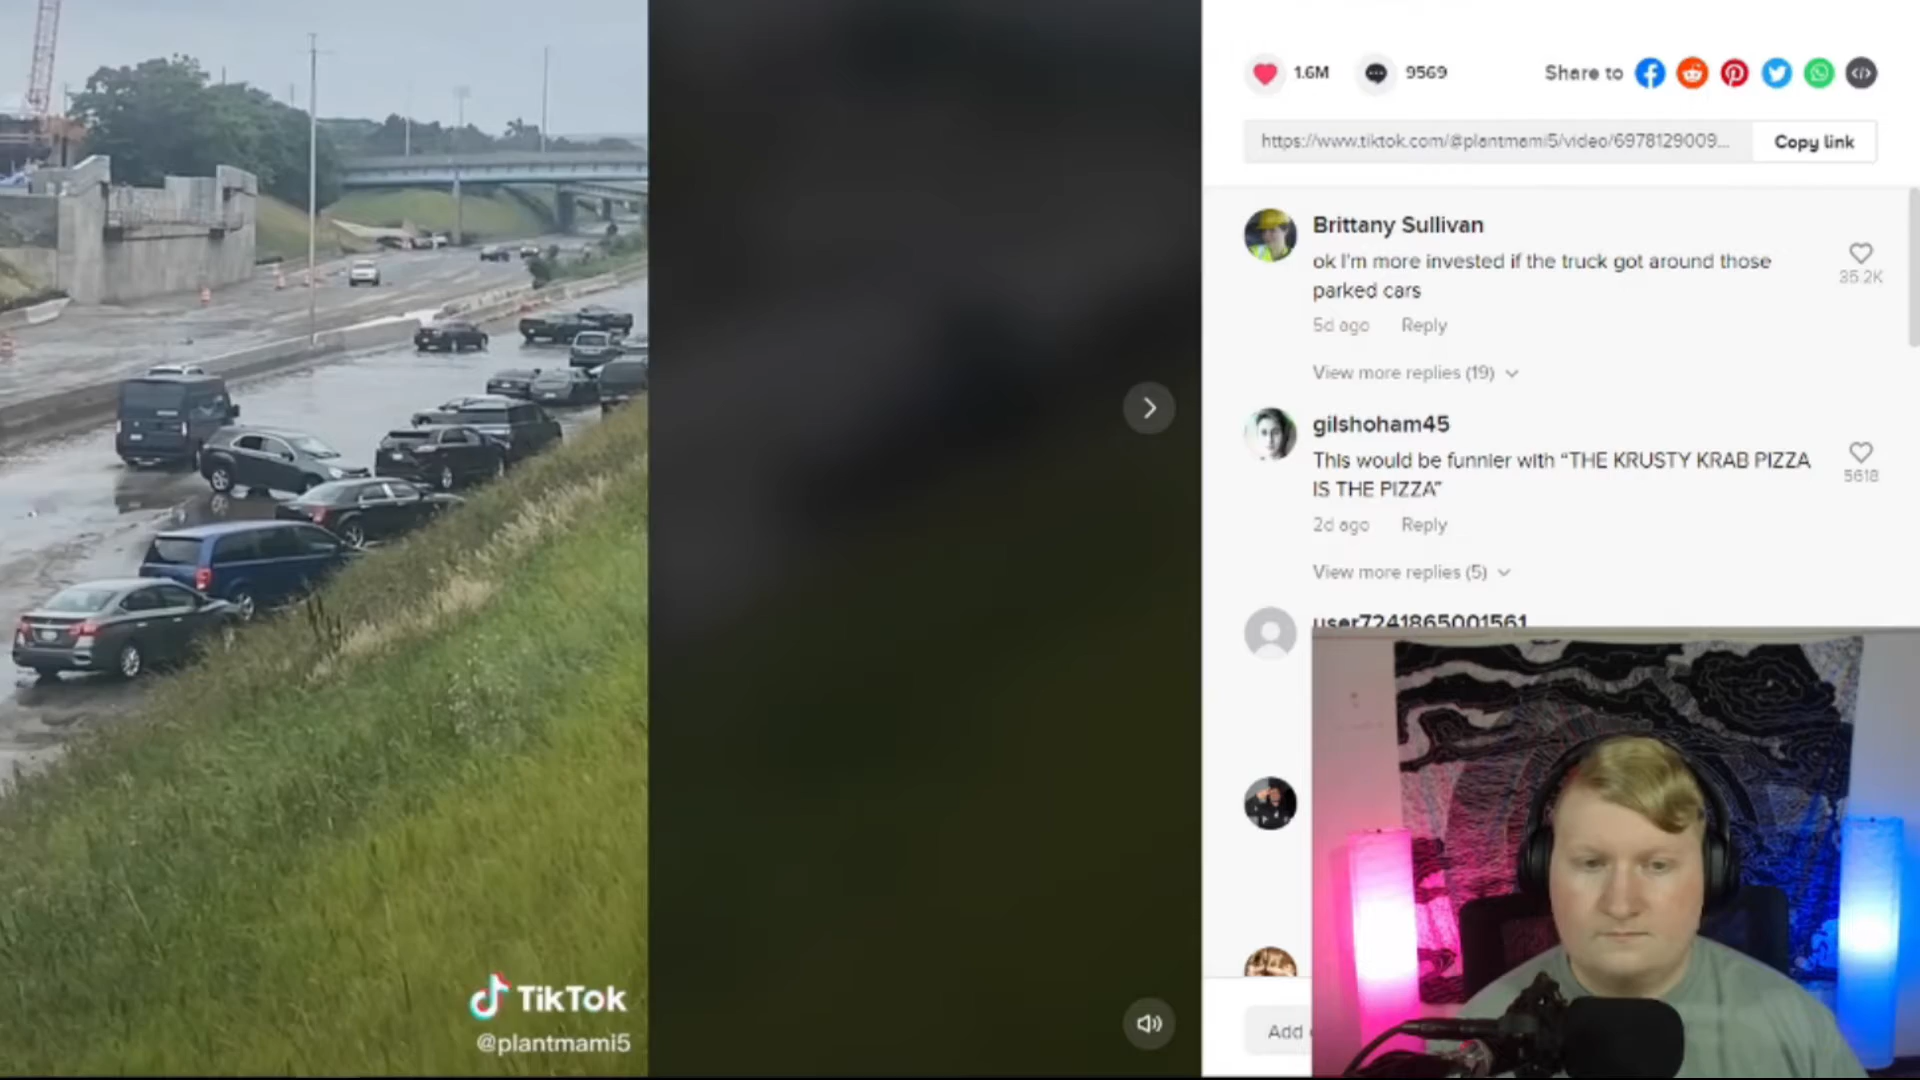 1.6M
9569
Share to
https://www.tiktok.com/@plantmami5/video/6978129009...
Copy link
Brittany Sullivan
ok I'm more invested if the truck got around those
parked cars
35.2K
5d ago Reply
View more replies (19)
gilshoham45
This would be funnier with “THE KRUSTY KRAB PIZZA
IS THE PIZZA”
5618
2d ago Reply
View more replies (5)
user7241865001561
Add
TikTok
@plantmami5